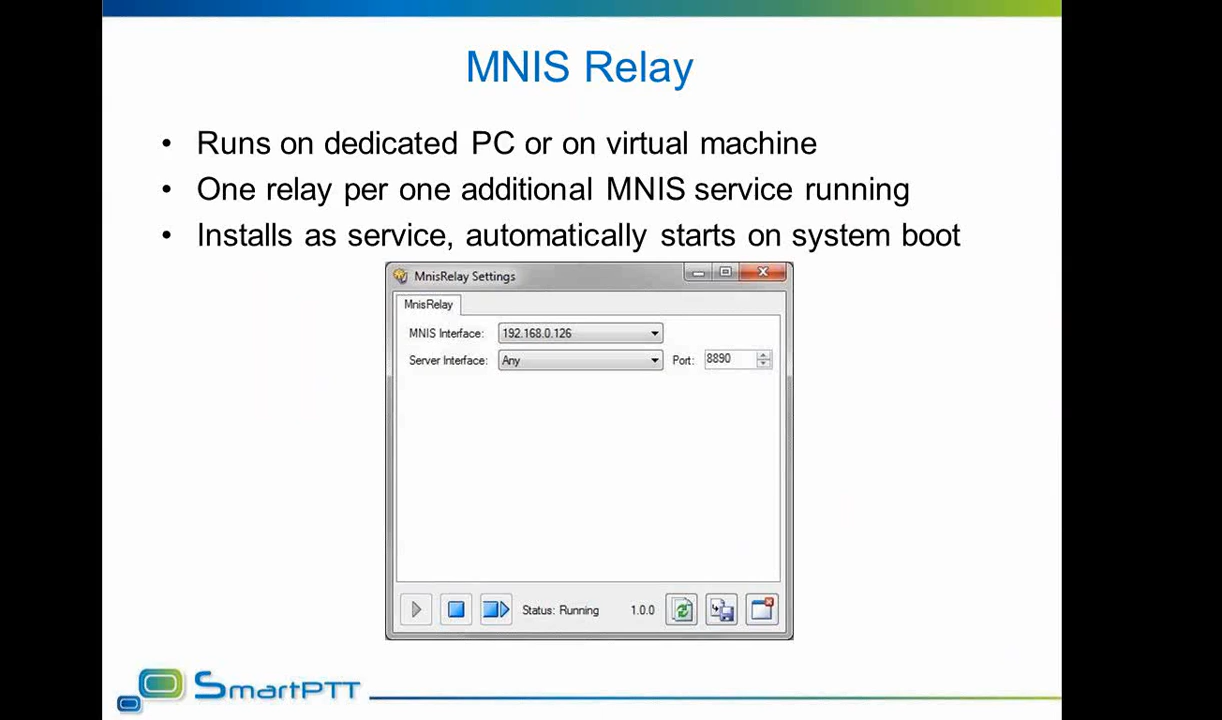 MNIS Relay
• Runs on dedicated PC or on virtual machine
• One relay per one additional MNIS service running
• Installs as service, automatically starts on system boot
MnisRelay Settings
MnisRelay
MNIS Interface: 192.168.0.126
Server Interface: Any Port: 8890
Status: Running 1.0.0
SmartPTT